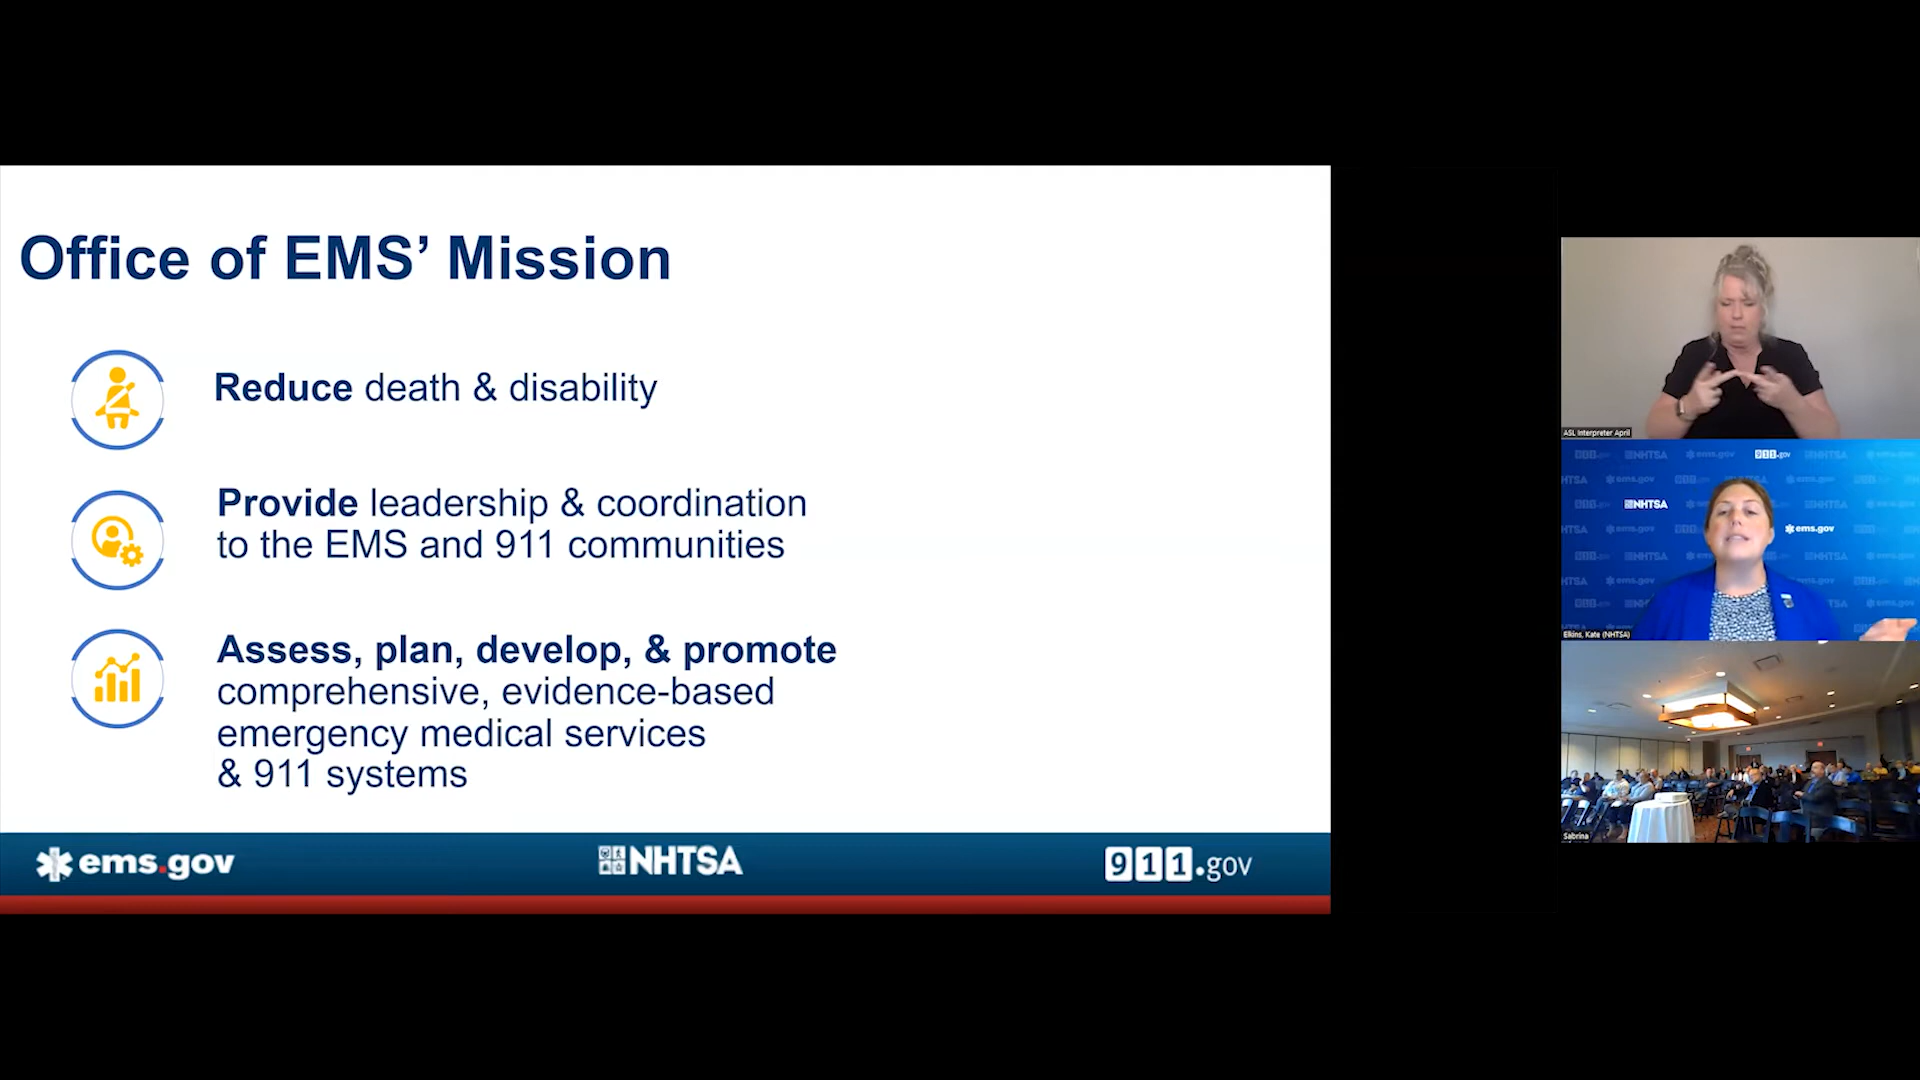 Office of EMS’ Mission
Reduce death & disability
Provide leadership & coordination
to the EMS and 911 communities
Assess, plan, develop, & promote
comprehensive, evidence-based
emergency medical services
& 911 systems
ems.gov
NHTSA
911.gov
ASL Interpreter April
911.gov
NHTSA
ems.gov
Elkins, Kate (NHTSA)
Sabrina